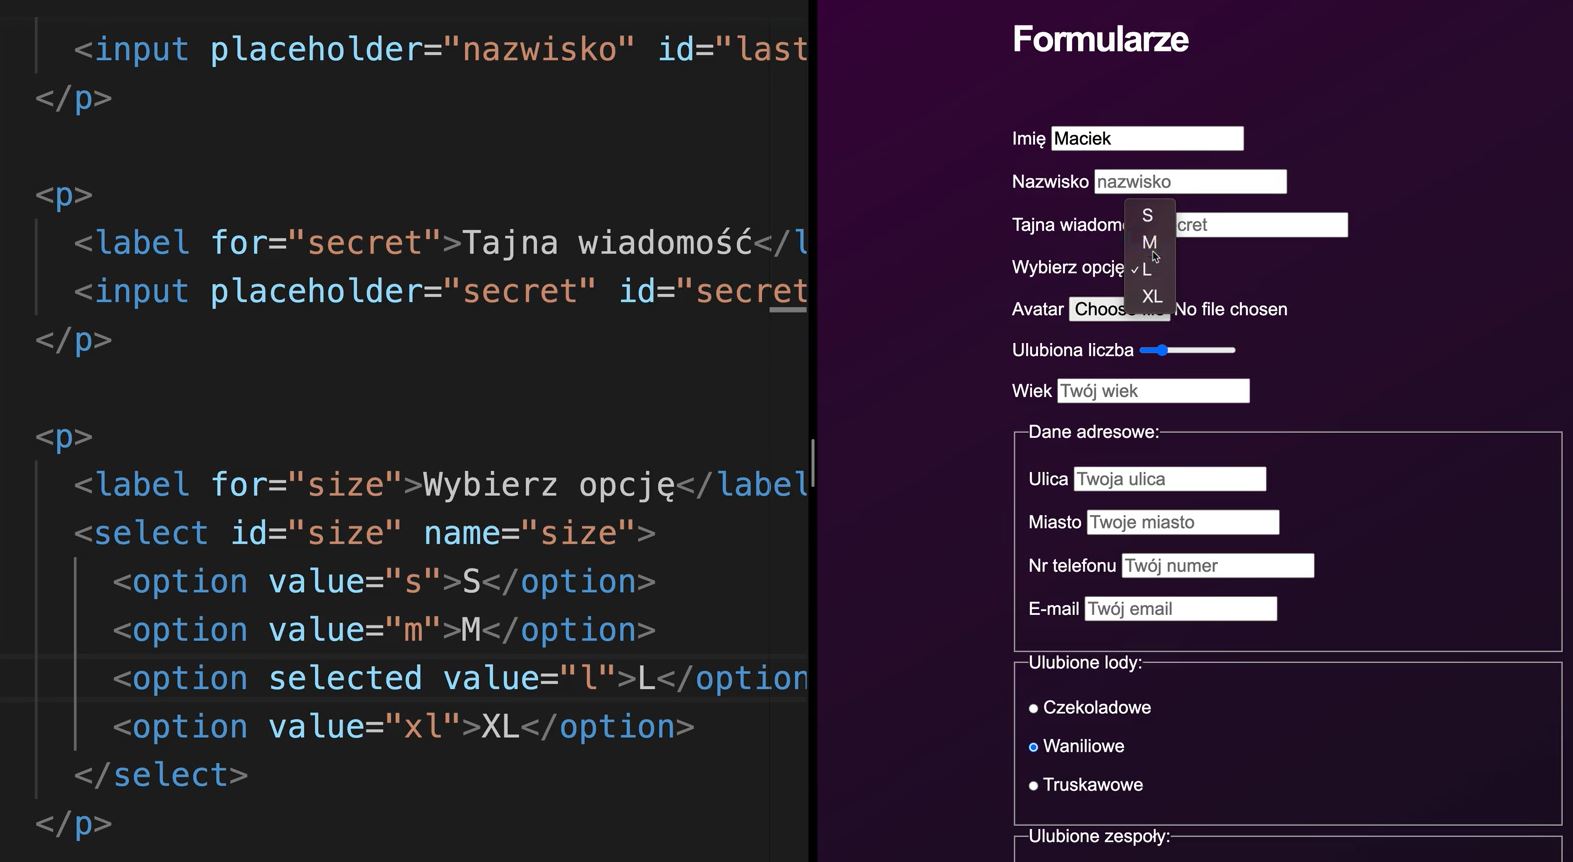 <input placeholder="nazwisko" id="last
</p>
<p>
<label for="secret">Tajna wiadomość</l
<input placeholder="secret" id="secret
</p>
<p>
<label for="size">Wybierz opcję</label
<select id="size" name="size">
<option value="s">S</option>
<option value="m">M</option>
<option selected value="l">L</option
<option value="xl">XL</option>
</select>
</p>
Formularze
Imię Maciek
Nazwisko nazwisko
Tajna wiadom cret
Wybierz opcję
S
M
✓ L
XL
Avatar Choose file No file chosen
Ulubiona liczba
Wiek Twój wiek
Dane adresowe:
Ulica Twoja ulica
Miasto Twoje miasto
Nr telefonu Twój numer
E-mail Twój email
Ulubione lody:
Czekoladowe
Waniliowe
Truskawowe
Ulubione zespoły: